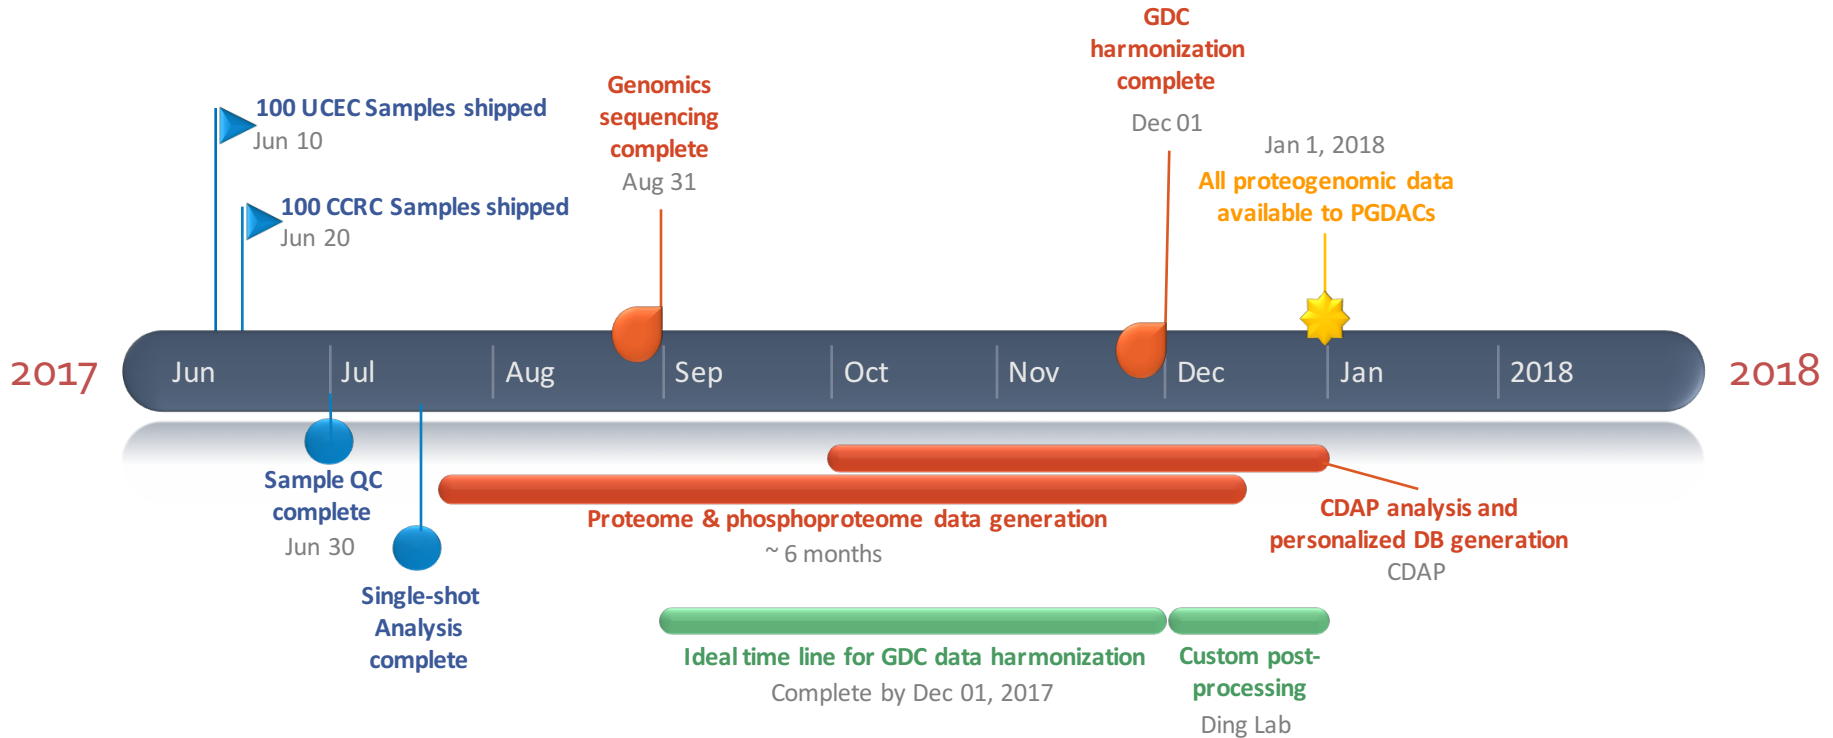 GDC
harmonization
complete
Dec 01
Genomics
sequencing
complete
Aug 31
100 UCEC Samples shipped
Jun 10
Jan 1, 2018
All proteogenomic data
available to PGDACs
100 CCRC Samples shipped
Jun 20
2017
Jun
Jul
Aug
Sep
Oct
Nov
Dec
Jan
2018
2018
Sample QC
complete
Jun 30
Single-shot
Analysis
complete
Proteome & phosphoproteome data generation
~ 6 months
CDAP analysis and
personalized DB generation
CDAP
Ideal time line for GDC data harmonization
Complete by Dec 01, 2017
Custom post-
processing
Ding Lab